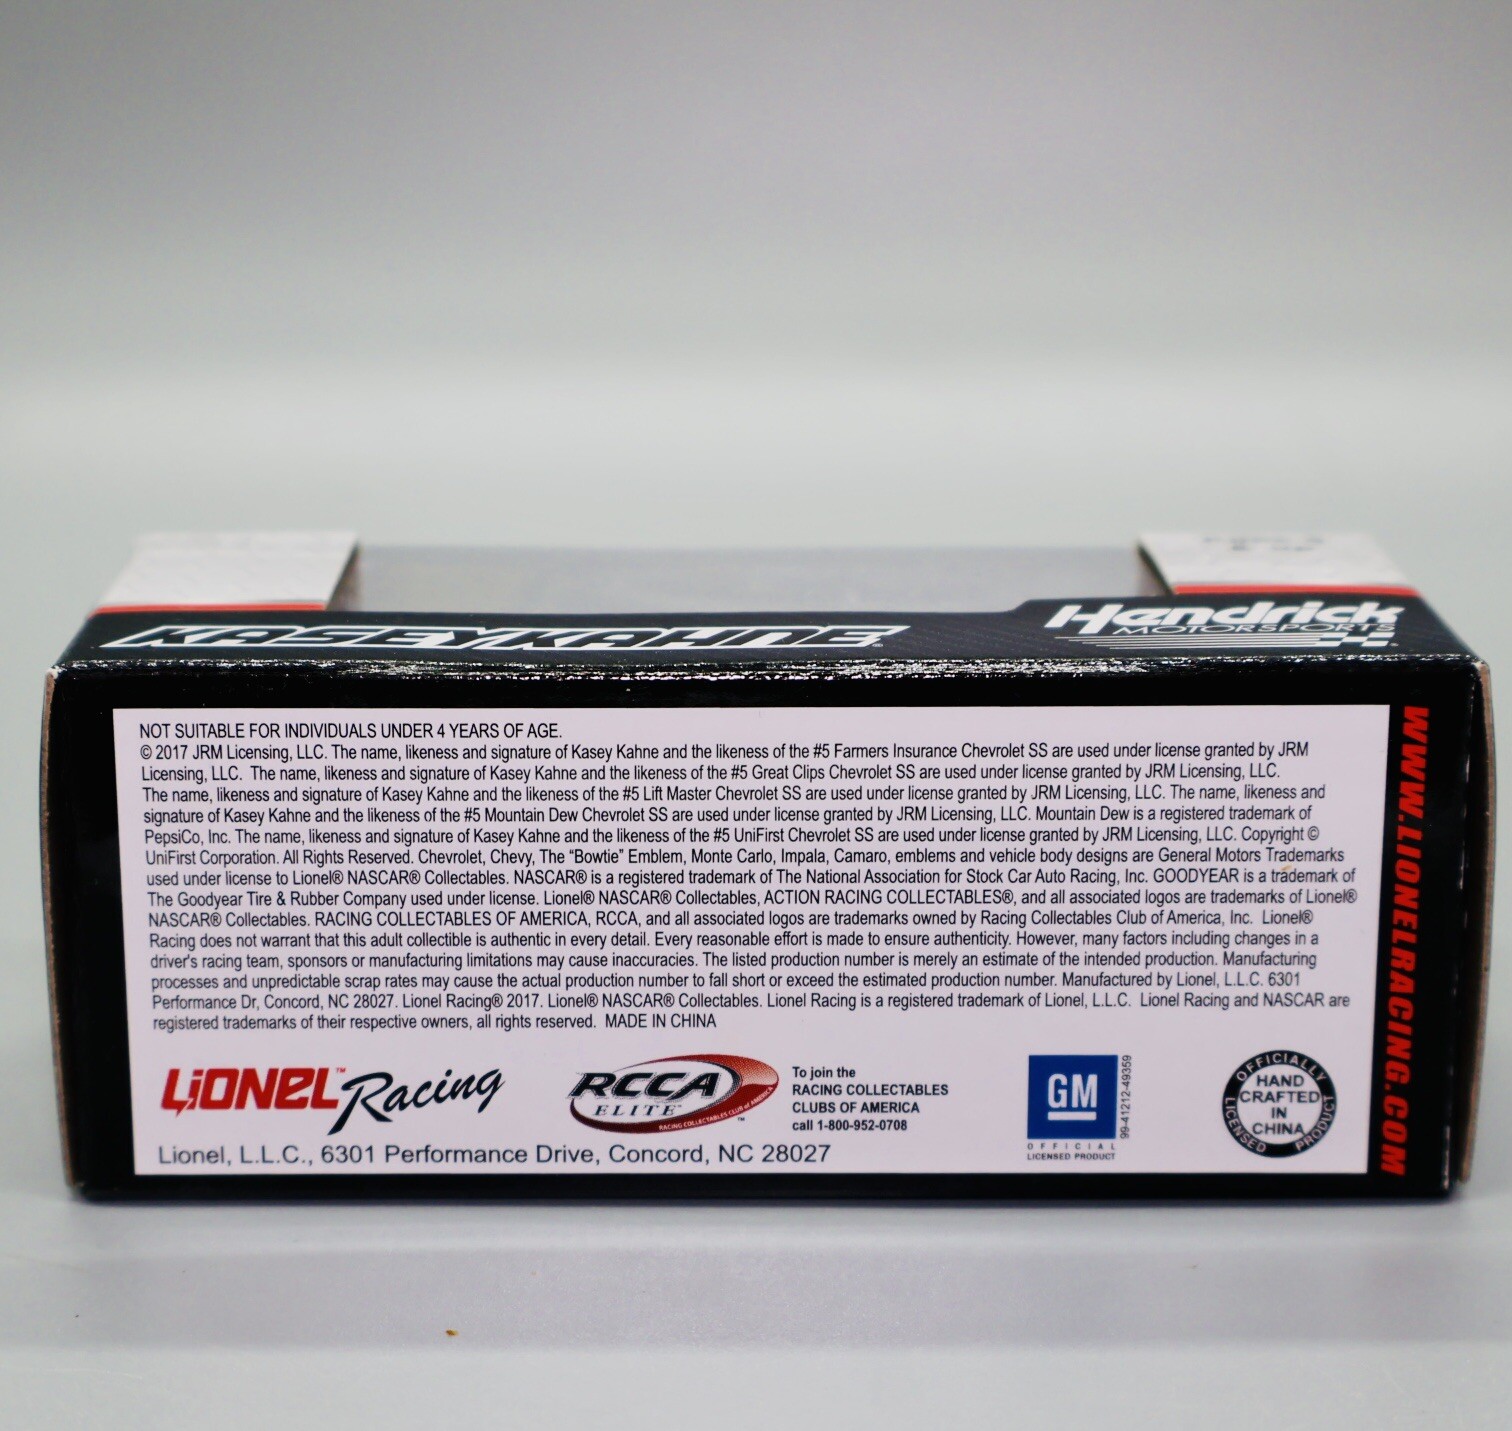 KASEY KAHNE®
Hendrick
MOTORSPORTS
NOT SUITABLE FOR INDIVIDUALS UNDER 4 YEARS OF AGE.
© 2017 JRM Licensing, LLC. The name, likeness and signature of Kasey Kahne and the likeness of the #5 Farmers Insurance Chevrolet SS are used under license granted by JRM
Licensing, LLC. The name, likeness and signature of Kasey Kahne and the likeness of the #5 Great Clips Chevrolet SS are used under license granted by JRM Licensing, LLC.
The name, likeness and signature of Kasey Kahne and the likeness of the #5 Lift Master Chevrolet SS are used under license granted by JRM Licensing, LLC. The name, likeness and
signature of Kasey Kahne and the likeness of the #5 Mountain Dew Chevrolet SS are used under license granted by JRM Licensing, LLC. Mountain Dew is a registered trademark of
PepsiCo, Inc. The name, likeness and signature of Kasey Kahne and the likeness of the #5 UniFirst Chevrolet SS are used under license granted by JRM Licensing, LLC. Copyright ©
UniFirst Corporation. All Rights Reserved. Chevrolet, Chevy, The “Bowtie” Emblem, Monte Carlo, Impala, Camaro, emblems and vehicle body designs are General Motors Trademarks
used under license to Lionel® NASCAR® Collectables. NASCAR® is a registered trademark of The National Association for Stock Car Auto Racing, Inc. GOODYEAR is a trademark of
The Goodyear Tire & Rubber Company used under license. Lionel® NASCAR® Collectables, ACTION RACING COLLECTABLES®, and all associated logos are trademarks of Lionel®
NASCAR® Collectables. RACING COLLECTABLES OF AMERICA, RCCA, and all associated logos are trademarks owned by Racing Collectables Club of America, Inc. Lionel®
Racing does not warrant that this adult collectible is authentic in every detail. Every reasonable effort is made to ensure authenticity. However, many factors including changes in a
driver's racing team, sponsors or manufacturing limitations may cause inaccuracies. The listed production number is merely an estimate of the intended production. Manufacturing
processes and unpredictable scrap rates may cause the actual production number to fall short or exceed the estimated production number. Manufactured by Lionel, L.L.C. 6301
Performance Dr, Concord, NC 28027. Lionel Racing® 2017. Lionel® NASCAR® Collectables. Lionel Racing is a registered trademark of Lionel, L.L.C. Lionel Racing and NASCAR are
registered trademarks of their respective owners, all rights reserved. MADE IN CHINA
LiONEL™ Racing
RCCA
ELITE™
RACING COLLECTABLES CLUB of AMERICA™
To join the
RACING COLLECTABLES
CLUBS OF AMERICA
call 1-800-952-0708
GM
OFFICIAL
LICENSED PRODUCT
99-41212-49359
OFFICIALLY
LICENSED PRODUCT
HAND
CRAFTED
IN
CHINA
Lionel, L.L.C., 6301 Performance Drive, Concord, NC 28027
WWW.LIONELRACING.COM